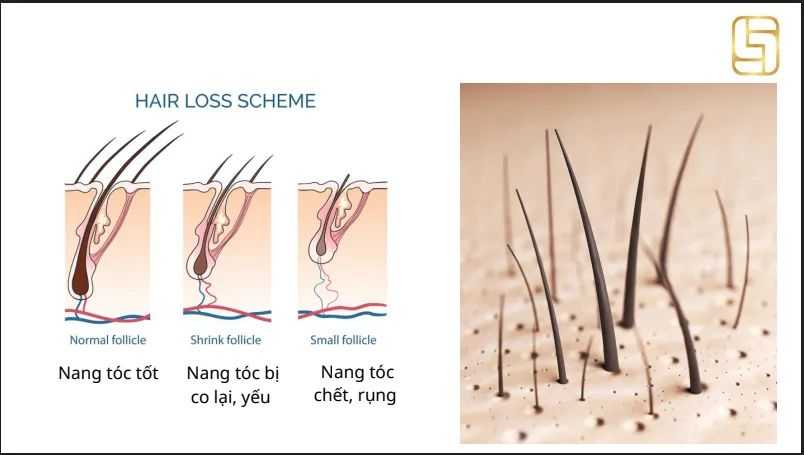 HAIR LOSS SCHEME
Normal follicle
Shrink follicle
Small follicle
Nang tóc tốt
Nang tóc bị
co lại, yếu
Nang tóc
chết, rụng